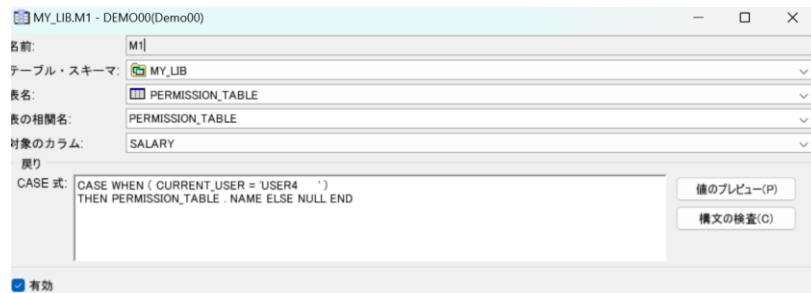 MY_LIB.M1 - DEMO00(Demo00)
名前: M1
テーブル・スキーマ: MY_LIB
表名: PERMISSION_TABLE
表の相関名: PERMISSION_TABLE
対象のカラム: SALARY
戻り
CASE 式: CASE WHEN ( CURRENT_USER = 'USER4      ' )
THEN PERMISSION_TABLE . NAME ELSE NULL END
値のプレビュー(P)
構文の検査(C)
有効